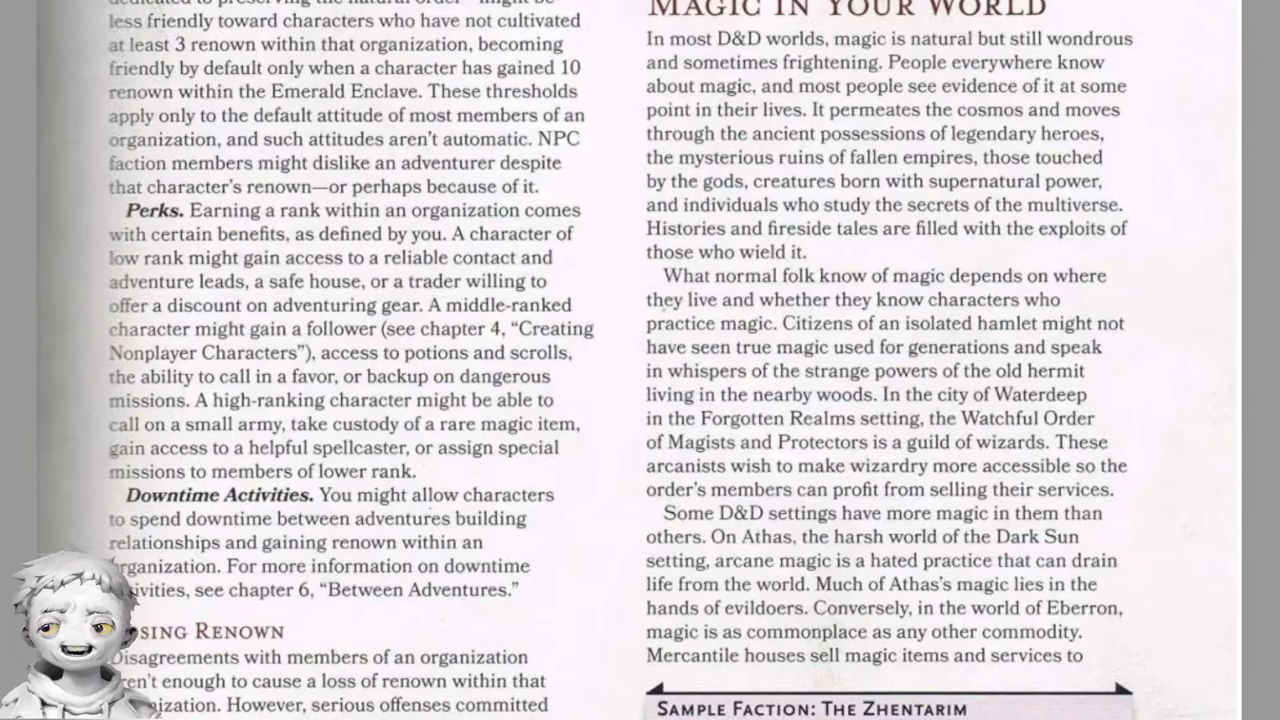 less friendly toward characters who have not cultivated
at least 3 renown within that organization, becoming
friendly by default only when a character has gained 10
renown within the Emerald Enclave. These thresholds
apply only to the default attitude of most members of an
organization, and such attitudes aren't automatic. NPC
faction members might dislike an adventurer despite
that character's renown—or perhaps because of it.
Perks. Earning a rank within an organization comes
with certain benefits, as defined by you. A character of
low rank might gain access to a reliable contact and
adventure leads, a safe house, or a trader willing to
offer a discount on adventuring gear. A middle-ranked
character might gain a follower (see chapter 4, “Creating
Nonplayer Characters”), access to potions and scrolls,
the ability to call in a favor, or backup on dangerous
missions. A high-ranking character might be able to
call on a small army, take custody of a rare magic item,
gain access to a helpful spellcaster, or assign special
missions to members of lower rank.
Downtime Activities. You might allow characters
to spend downtime between adventures building
relationships and gaining renown within an
rganization. For more information on downtime
ivities, see chapter 6, “Between Adventures.”
sing Renown
Disagreements with members of an organization
ren't enough to cause a loss of renown within that
ization. However, serious offenses committed
Magic in Your World
In most D&D worlds, magic is natural but still wondrous
and sometimes frightening. People everywhere know
about magic, and most people see evidence of it at some
point in their lives. It permeates the cosmos and moves
through the ancient possessions of legendary heroes,
the mysterious ruins of fallen empires, those touched
by the gods, creatures born with supernatural power,
and individuals who study the secrets of the multiverse.
Histories and fireside tales are filled with the exploits of
those who wield it.
What normal folk know of magic depends on where
they live and whether they know characters who
practice magic. Citizens of an isolated hamlet might not
have seen true magic used for generations and speak
in whispers of the strange powers of the old hermit
living in the nearby woods. In the city of Waterdeep
in the Forgotten Realms setting, the Watchful Order
of Magists and Protectors is a guild of wizards. These
arcanists wish to make wizardry more accessible so the
order's members can profit from selling their services.
Some D&D settings have more magic in them than
others. On Athas, the harsh world of the Dark Sun
setting, arcane magic is a hated practice that can drain
life from the world. Much of Athas's magic lies in the
hands of evildoers. Conversely, in the world of Eberron,
magic is as commonplace as any other commodity.
Mercantile houses sell magic items and services to
Sample Faction: The Zhentarim